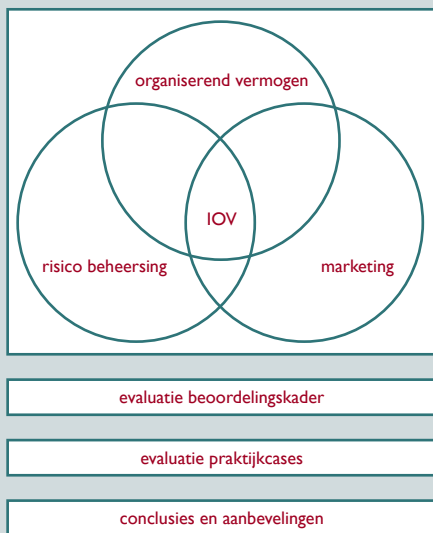 organiserend vermogen
IOV
risico beheersing
marketing
evaluatie beoordelingskader
evaluatie praktijkcases
conclusies en aanbevelingen